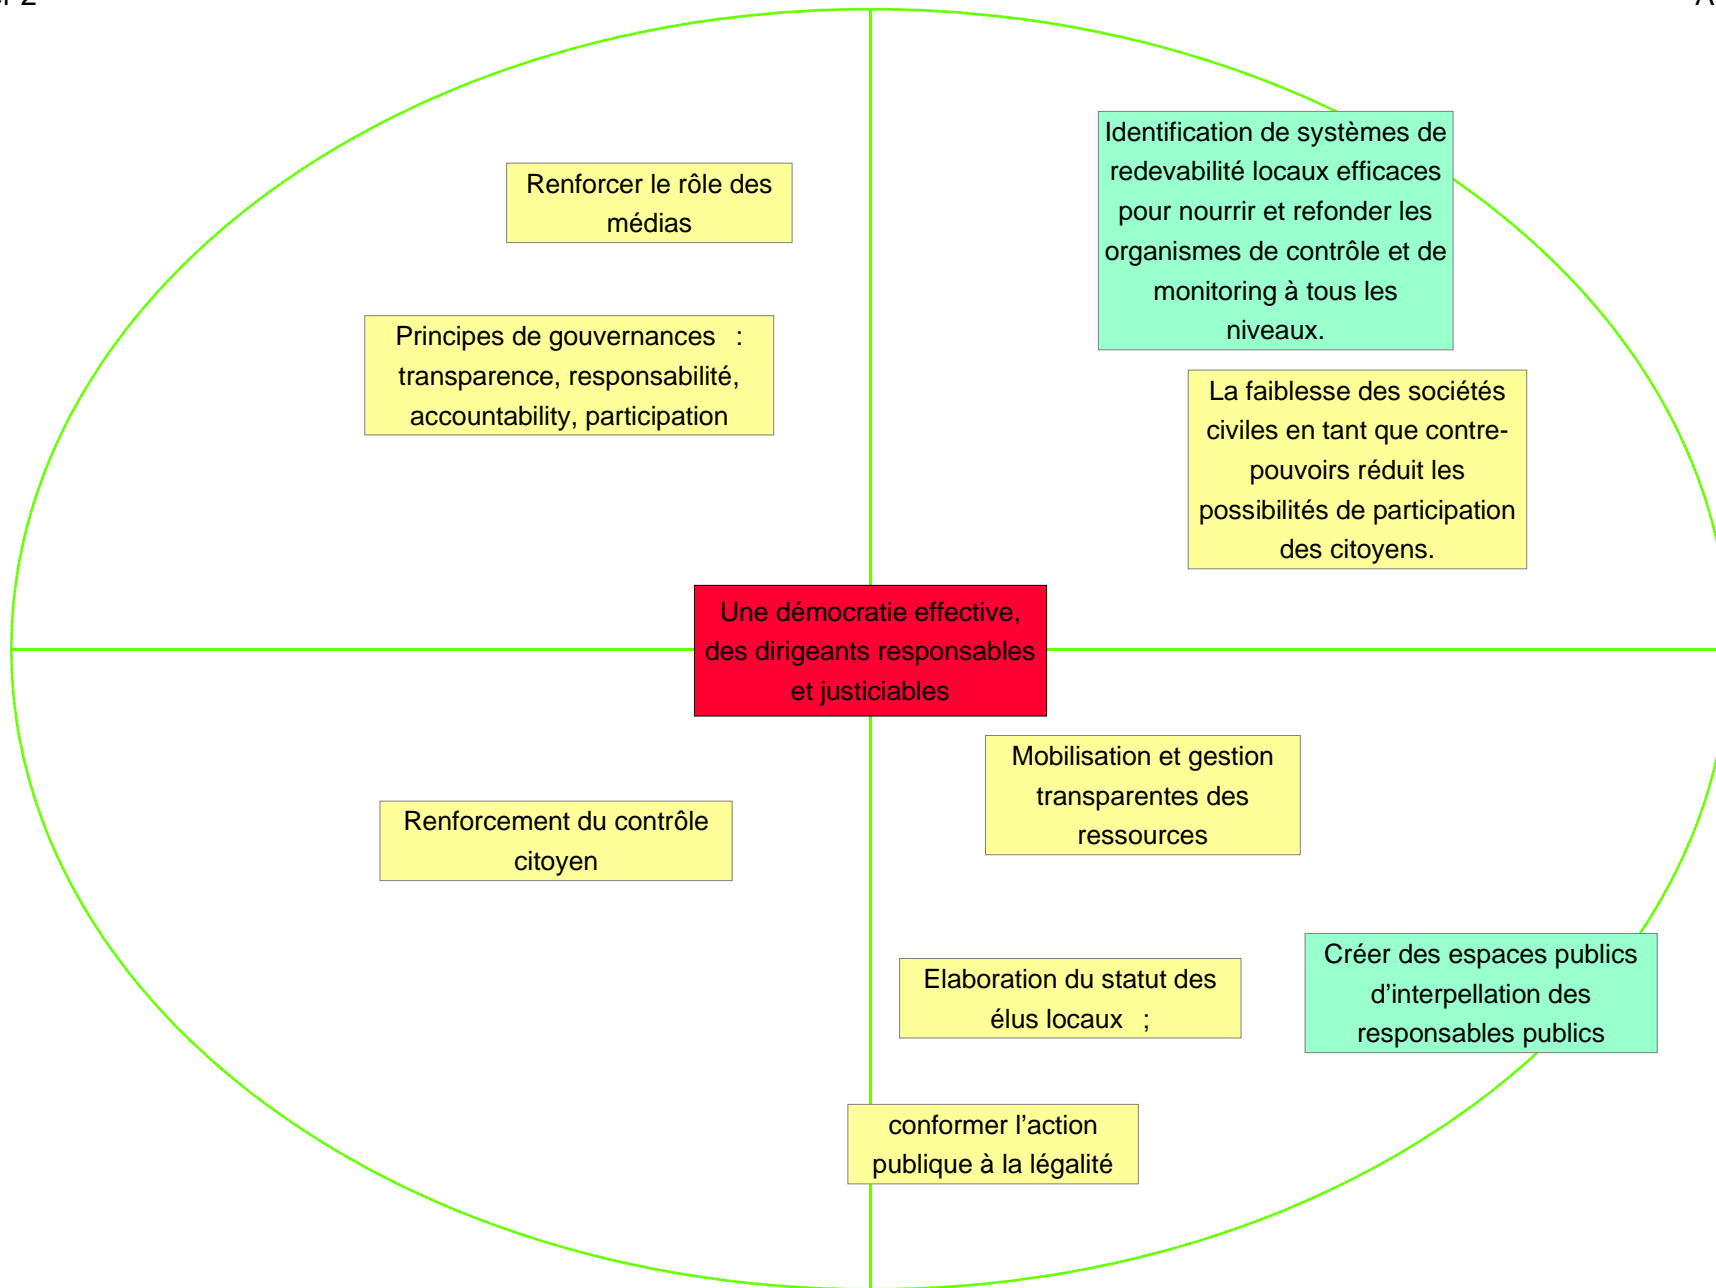 Renforcer le rôle des
médias
Identification de systèmes de
redevabilité locaux efficaces
pour nourrir et refonder les
organismes de contrôle et de
monitoring à tous les
niveaux.
Principes de gouvernances :
transparence, responsabilité,
accountability, participation
La faiblesse des sociétés
civiles en tant que contre-
pouvoirs réduit les
possibilités de participation
des citoyens.
Une démocratie effective,
des dirigeants responsables
et justiciables
Mobilisation et gestion
transparentes des
ressources
Renforcement du contrôle
citoyen
Créer des espaces publics
d’interpellation des
responsables publics
Elaboration du statut des
élus locaux ;
conformer l’action
publique à la légalité